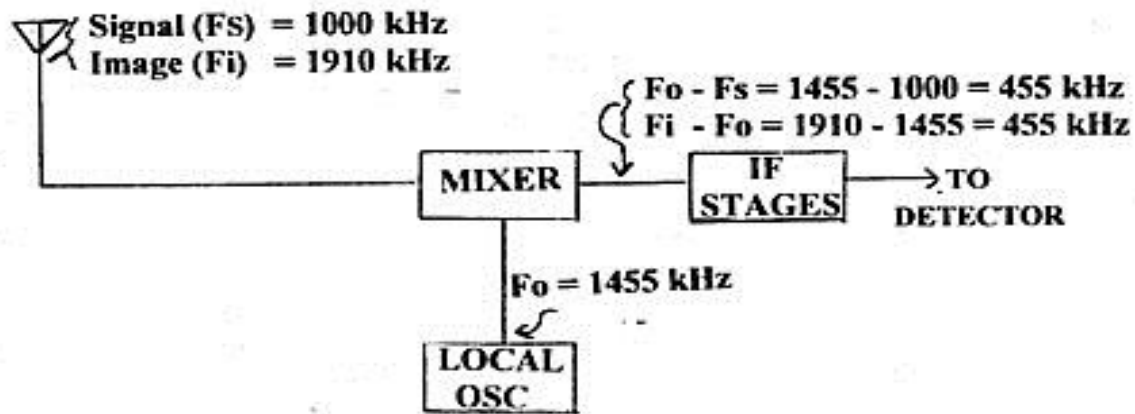 Signal (FS) = 1000 kHz
Image (Fi) = 1910 kHz
Fo - Fs = 1455 - 1000 = 455 kHz
Fi - Fo = 1910 - 1455 = 455 kHz
MIXER
IF
STAGES
TO
DETECTOR
Fo = 1455 kHz
LOCAL
OSC